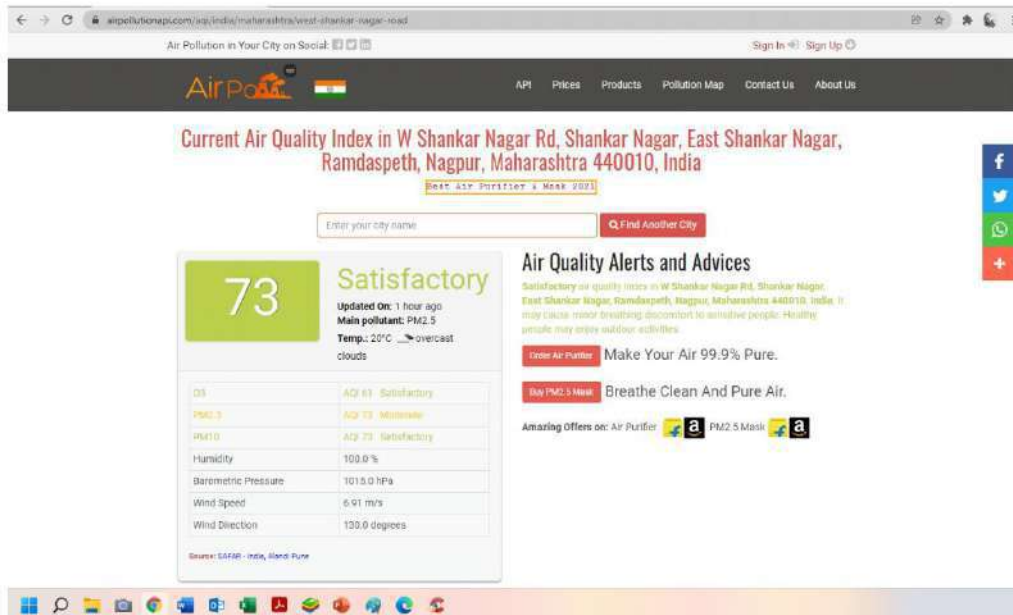 airpollutionapi.com/aqi/india/maharashtra/west-shankar-nagar-road
Air Pollution in Your City on Social:
Sign In Sign Up
AirPo
API Prices Products Pollution Map Contact Us About Us
Current Air Quality Index in W Shankar Nagar Rd, Shankar Nagar, East Shankar Nagar,
Ramdaspeth, Nagpur, Maharashtra 440010, India
Best Air Purifier & Mask 2021
Enter your city name
Find Another City
73
Satisfactory
Updated On: 1 hour ago
Main pollutant: PM2.5
Temp.: 20°C overcast
clouds
O3 AQI 61 Satisfactory
PM2.5 AQI 73 Moderate
PM10 AQI 73 Satisfactory
Humidity 100.0 %
Barometric Pressure 1015.0 hPa
Wind Speed 6.91 m/s
Wind Direction 130.0 degrees
Source: SAFAR - India, Alandi Pune
Air Quality Alerts and Advices
Satisfactory air quality index in W Shankar Nagar Rd, Shankar Nagar,
East Shankar Nagar, Ramdaspeth, Nagpur, Maharashtra 440010, India. It
may cause minor breathing discomfort to sensitive people. Healthy
people may enjoy outdoor activities.
Order Air Purifier Make Your Air 99.9% Pure.
Buy PM2.5 Mask Breathe Clean And Pure Air.
Amazing Offers on: Air Purifier PM2.5 Mask